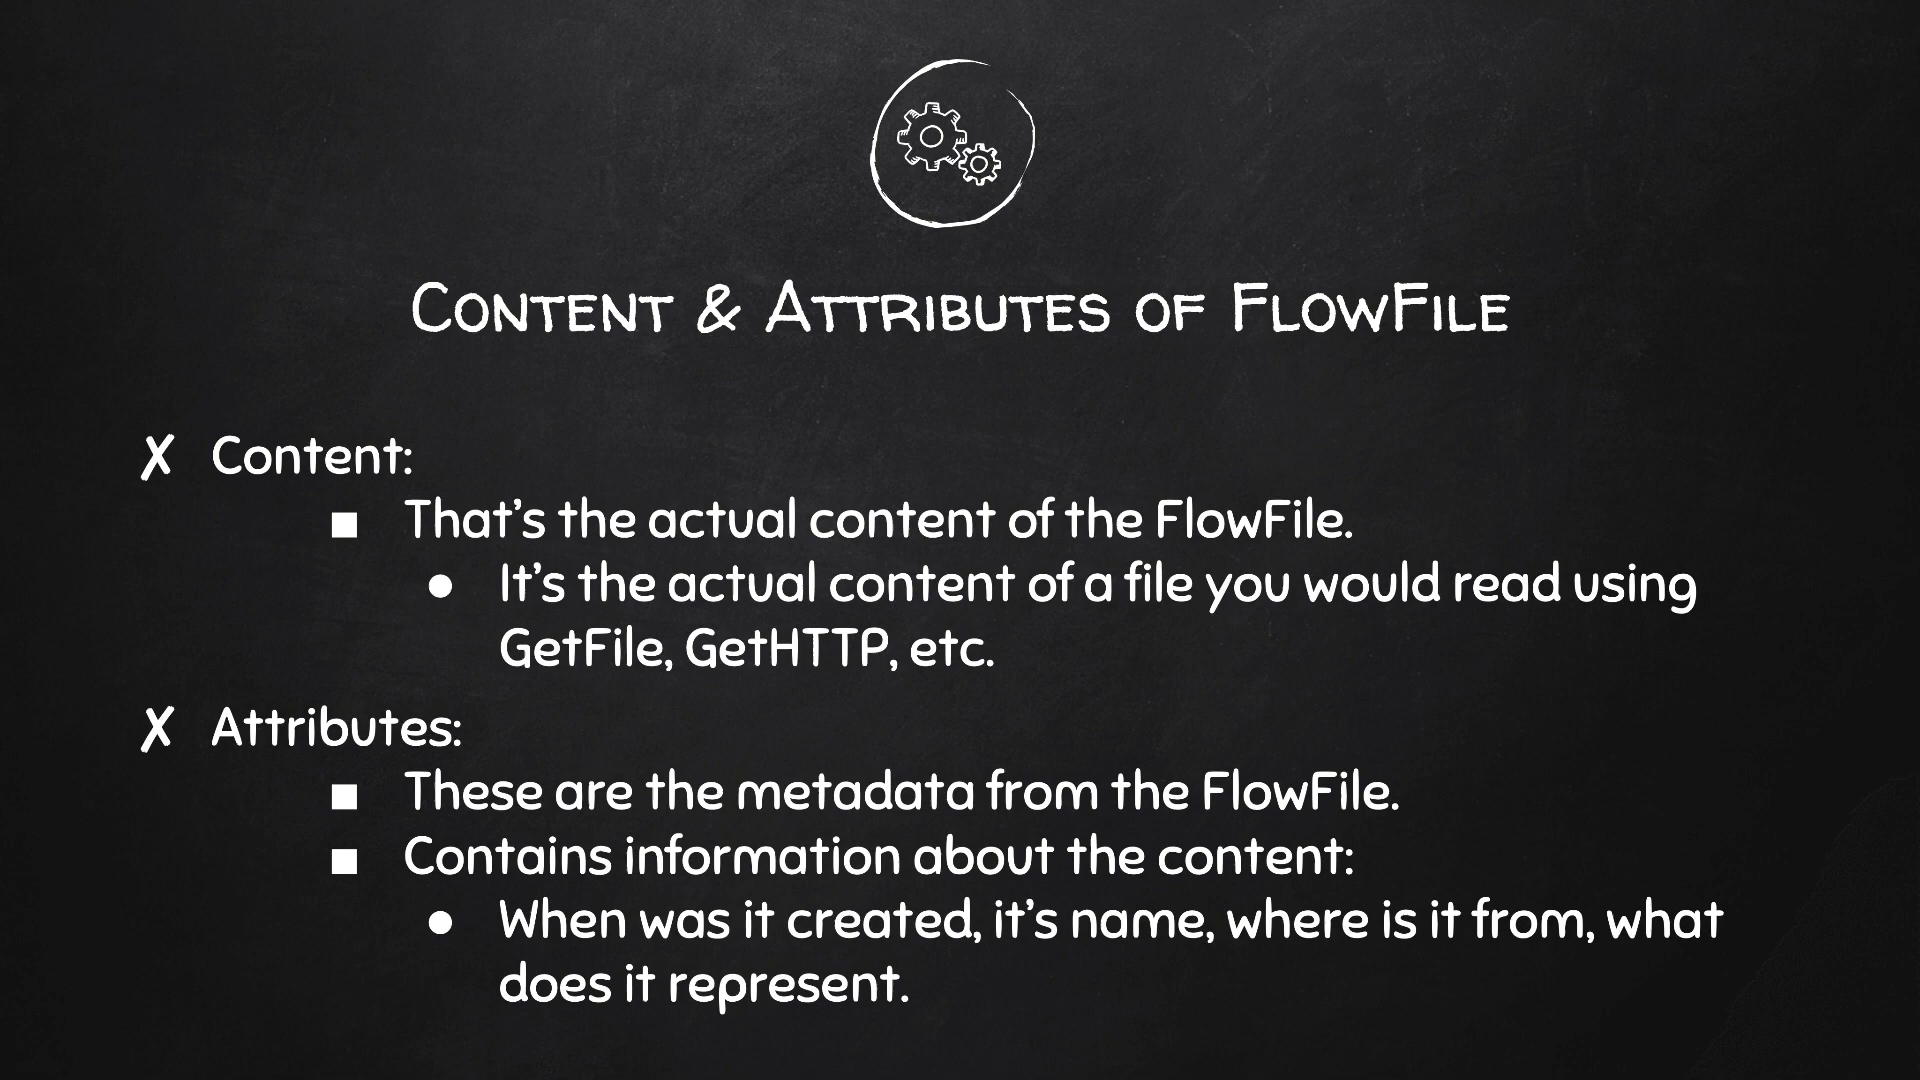 Content & Attributes of FlowFile
✗ Content:
■ That's the actual content of the FlowFile.
● It's the actual content of a file you would read using
GetFile, GetHTTP, etc.
✗ Attributes:
■ These are the metadata from the FlowFile.
■ Contains information about the content:
● When was it created, it's name, where is it from, what
does it represent.